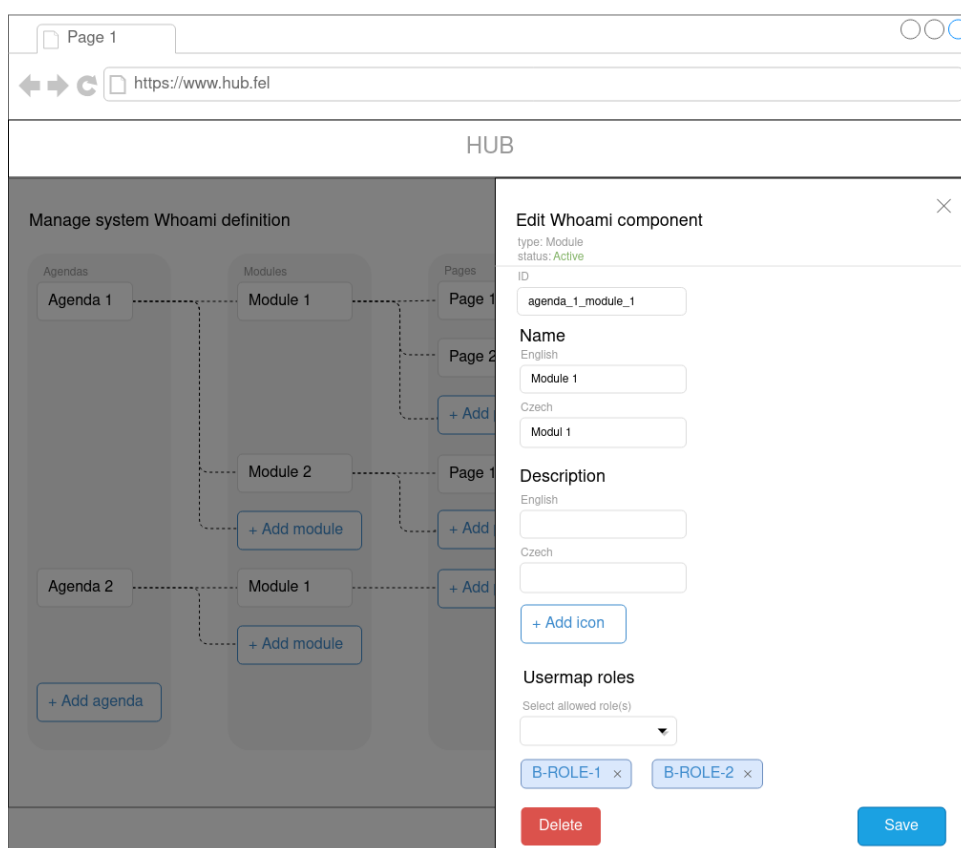 Page 1
https://www.hub.fel
HUB
Manage system Whoami definition
Agendas
Modules
Pages
Agenda 1
Module 1
Page 1
Page 2
+ Add
Module 2
Page 1
+ Add module
+ Add
Agenda 2
Module 1
+ Add
+ Add module
+ Add agenda
Edit Whoami component
type: Module
status: Active
ID
agenda_1_module_1
Name
English
Module 1
Czech
Modul 1
Description
English
Czech
+ Add icon
Usermap roles
Select allowed role(s)
B-ROLE-1 ×
B-ROLE-2 ×
Delete
Save